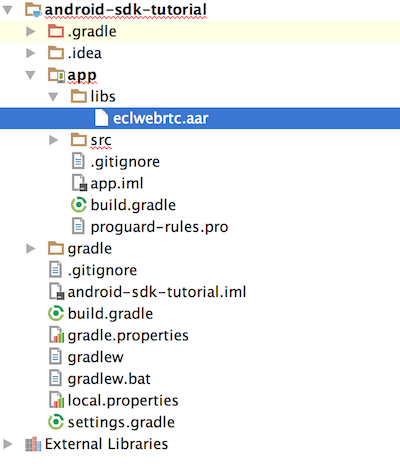 android-sdk-tutorial
.gradle
.idea
app
libs
eclwebrtc.aar
src
.gitignore
app.iml
build.gradle
proguard-rules.pro
gradle
.gitignore
android-sdk-tutorial.iml
build.gradle
gradle.properties
gradlew
gradlew.bat
local.properties
settings.gradle
External Libraries